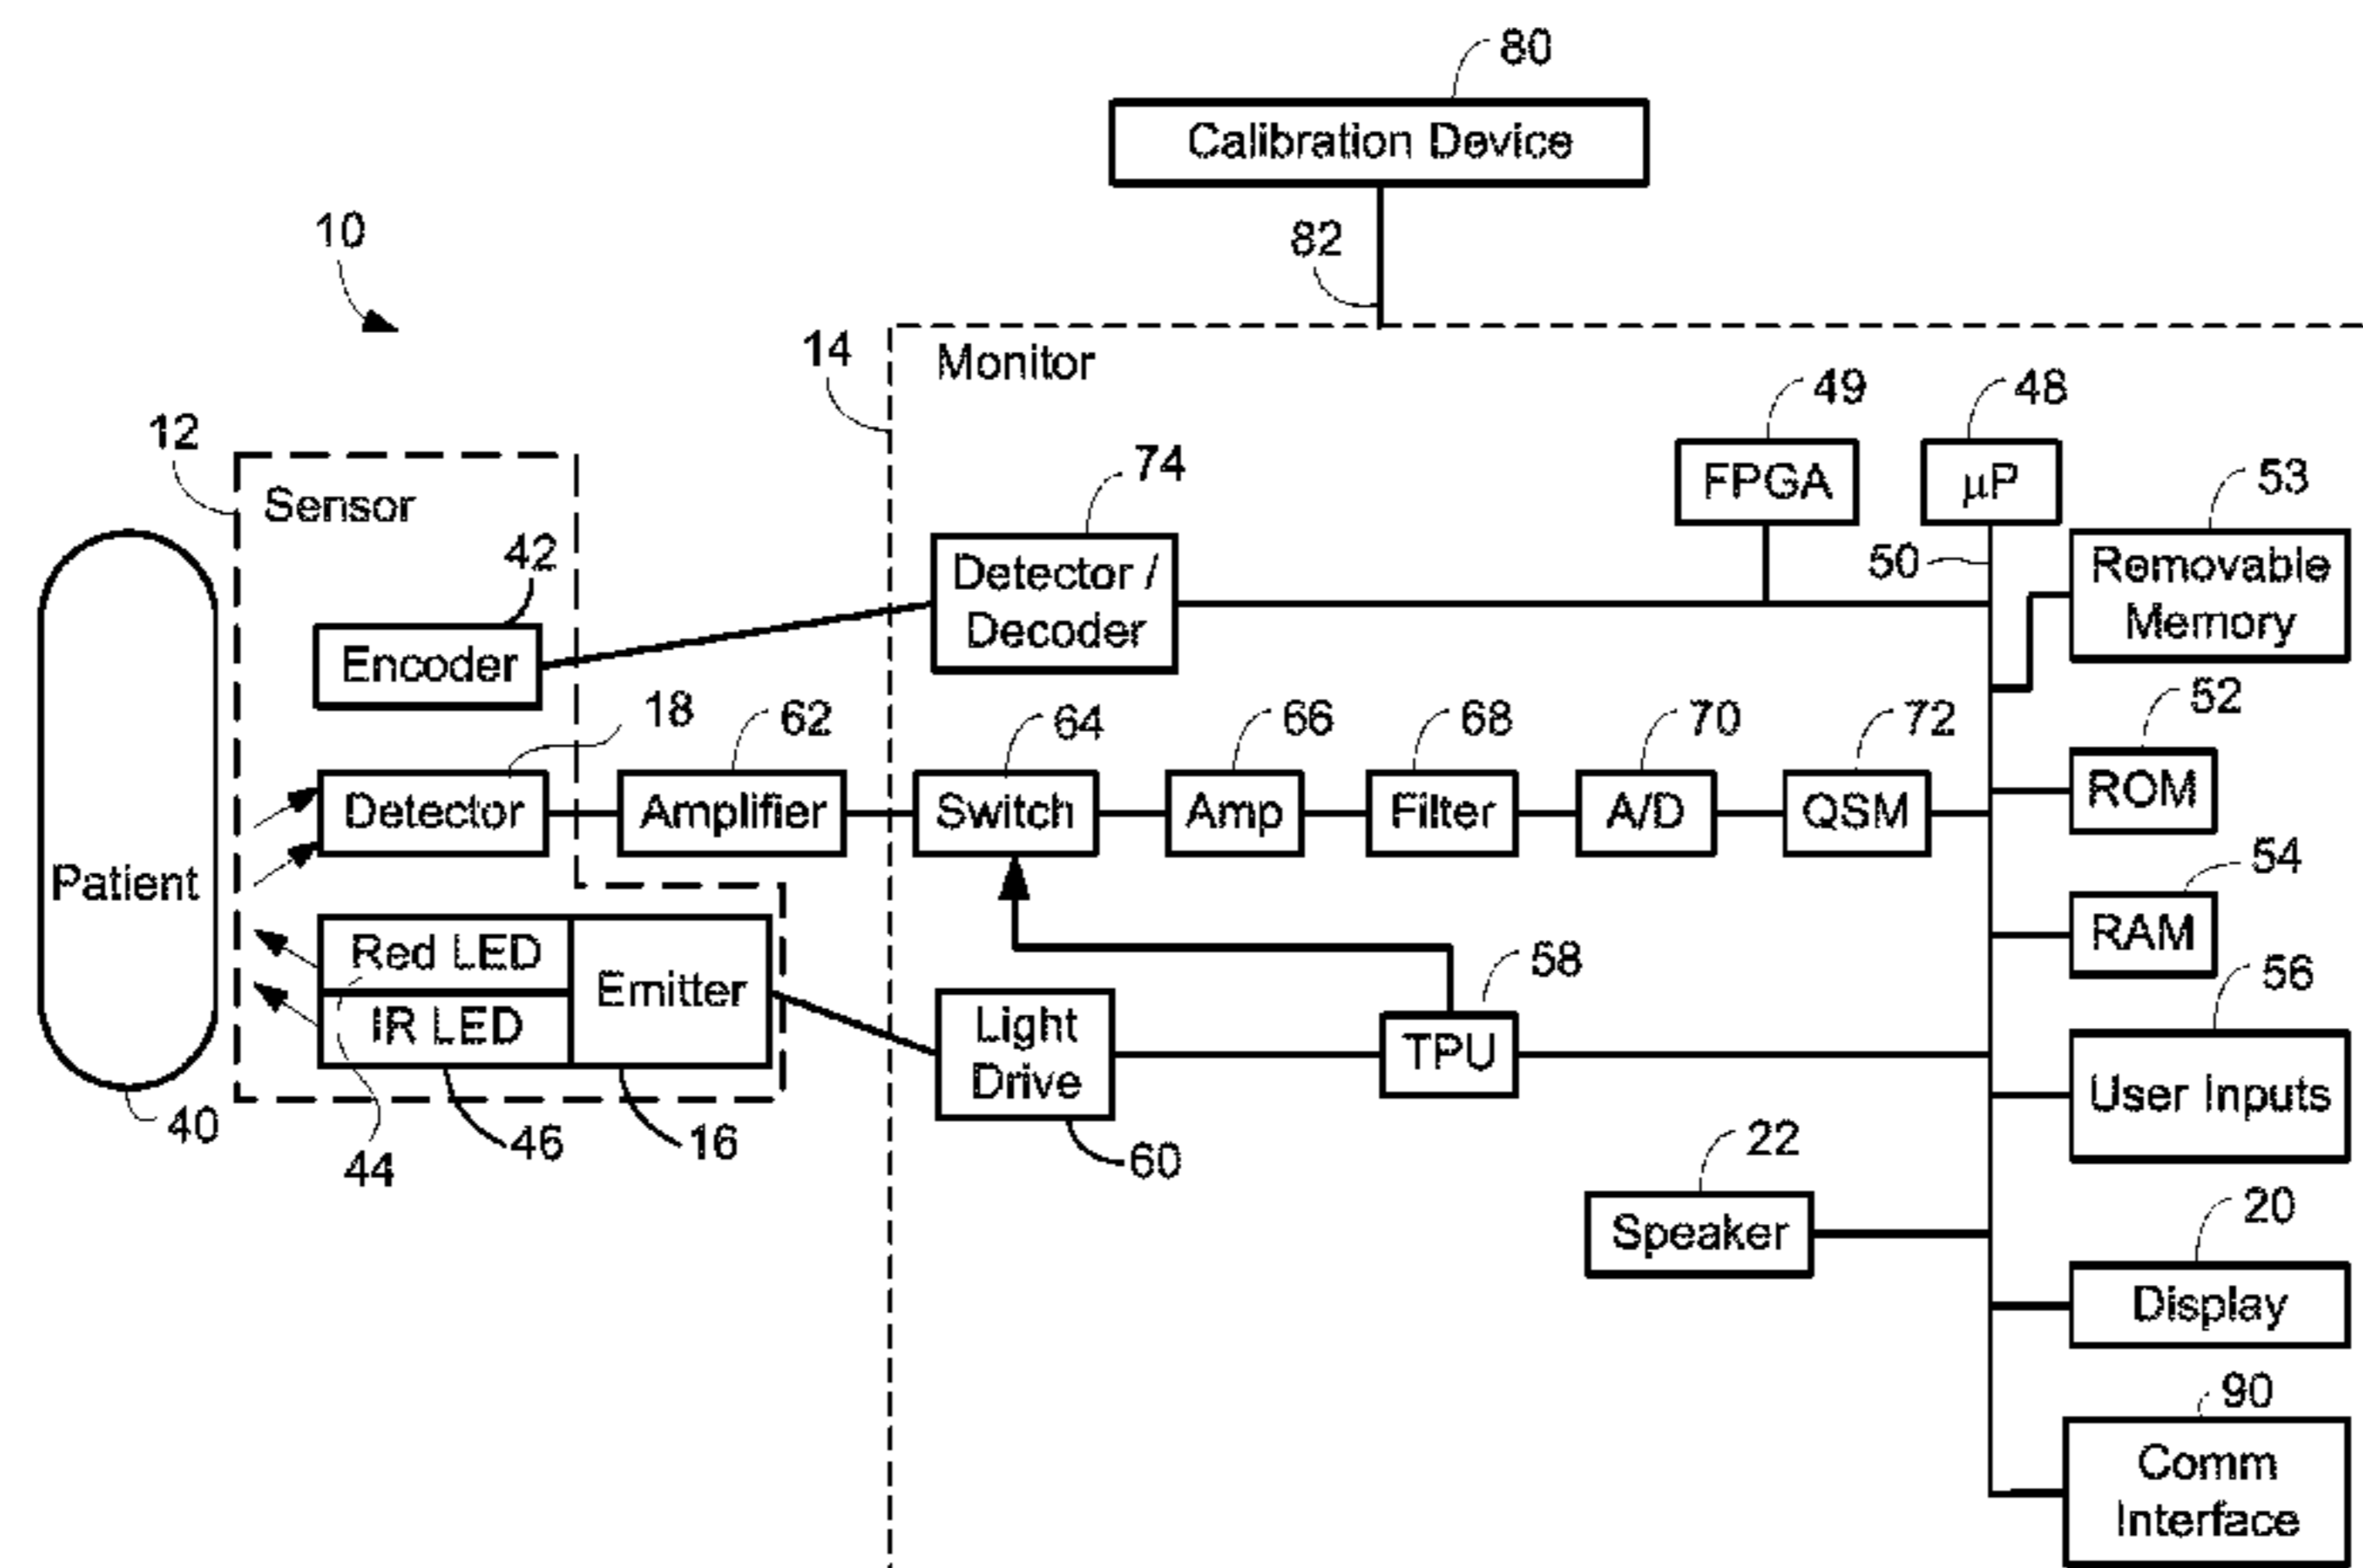 80
Calibration Device
10
82
14
Monitor
49
48
12
74
FPGA
µP
53
Sensor
Removable
Memory
42
Detector /
Decoder
50
Encoder
52
18
62
64
66
68
70
72
ROM
Detector
Amplifier
Switch
Amp
Filter
A/D
QSM
54
Patient
RAM
Red LED
Emitter
58
56
IR LED
Light
Drive
TPU
User Inputs
40
44
46
16
60
22
20
Speaker
Display
90
Comm
Interface